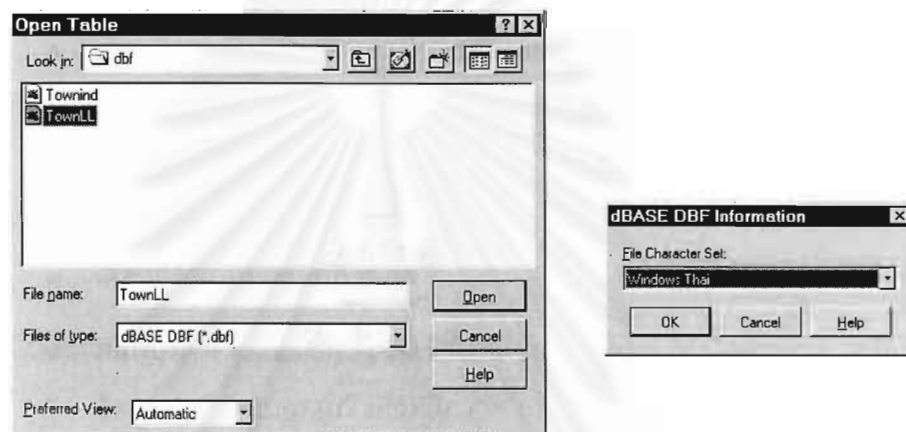 Open Table
Look in: dbf
Townind
TownLL
File name: TownLL
Open
Files of type: dBASE DBF (*.dbf)
Cancel
Help
Preferred View: Automatic
dBASE DBF Information
File Character Set:
Windows Thai
OK Cancel Help